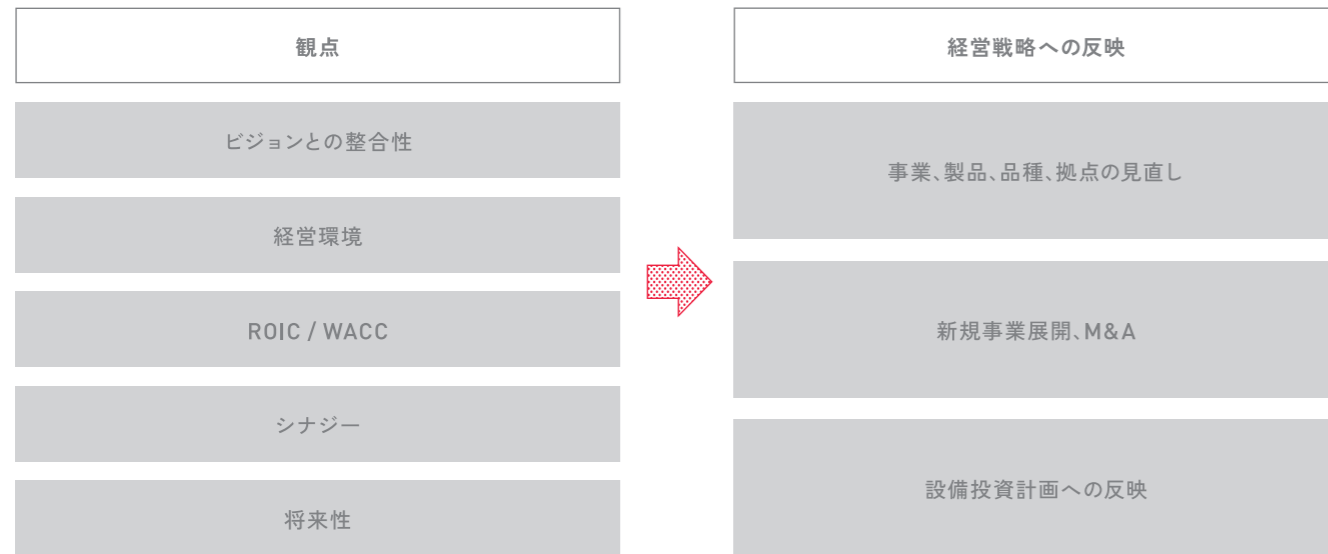 観点
ビジョンとの整合性
経営環境
ROIC / WACC
シナジー
将来性
経営戦略への反映
事業、製品、品種、拠点の見直し
新規事業展開、M&A
設備投資計画への反映